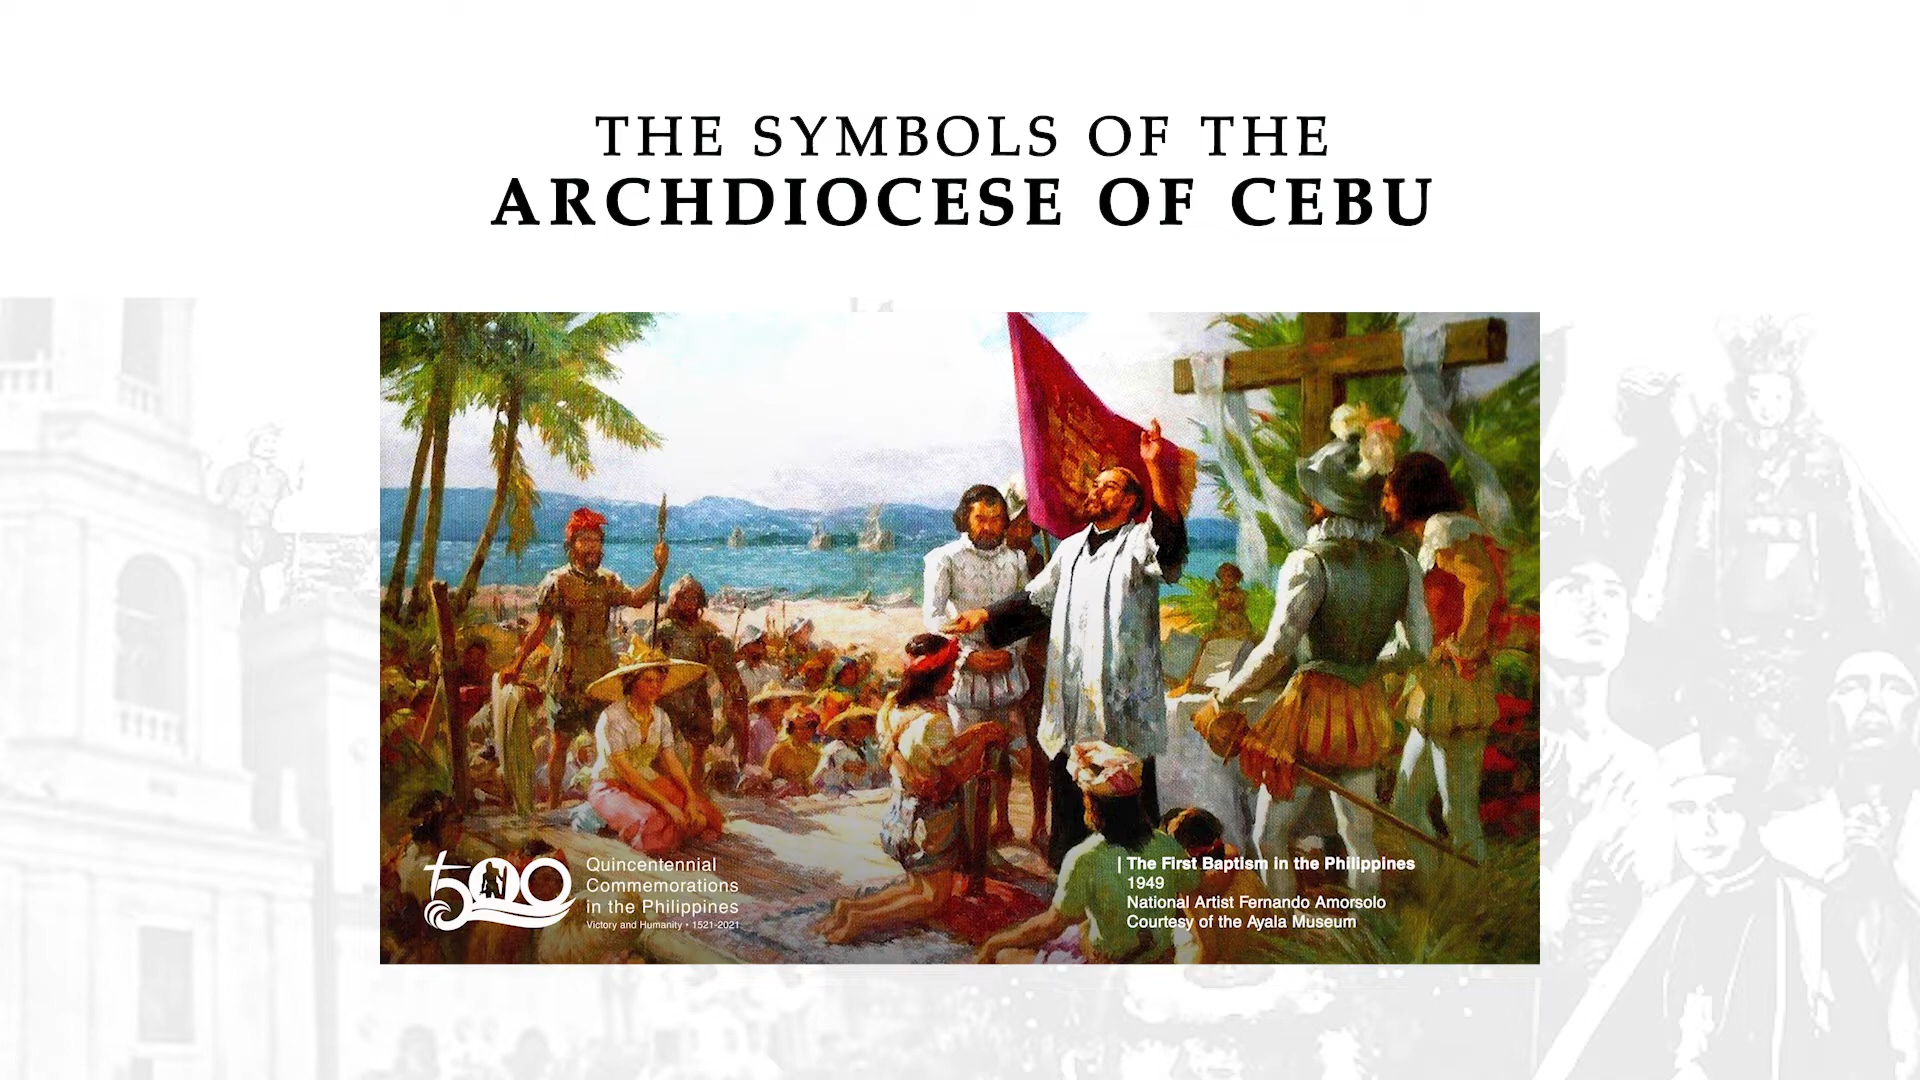 THE SYMBOLS OF THE
ARCHDIOCESE OF CEBU
500
Quincentennial
Commemorations
in the Philippines
Victory and Humanity • 1521-2021
| The First Baptism in the Philippines
1949
National Artist Fernando Amorsolo
Courtesy of the Ayala Museum